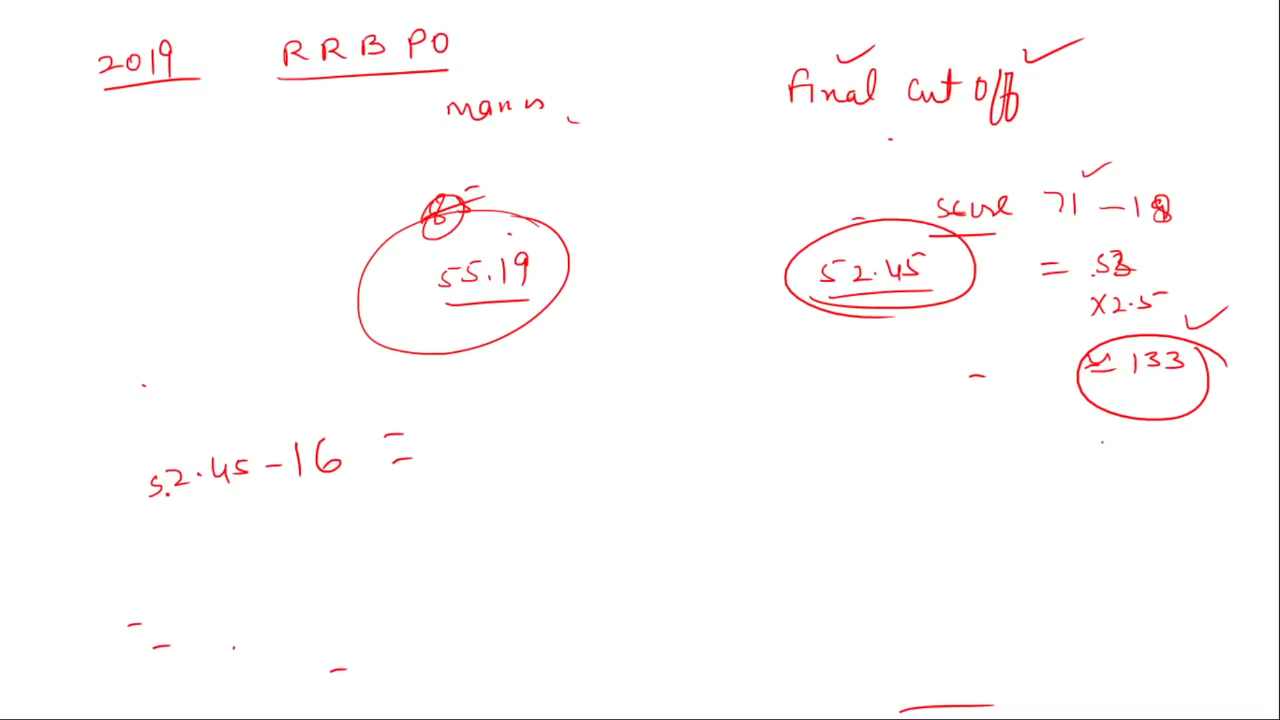 2019 RRB PO
Final cut off
score 71 - 18
55.19
52.45 = .53
x2.5
≈ 133
52.45 - 16 =